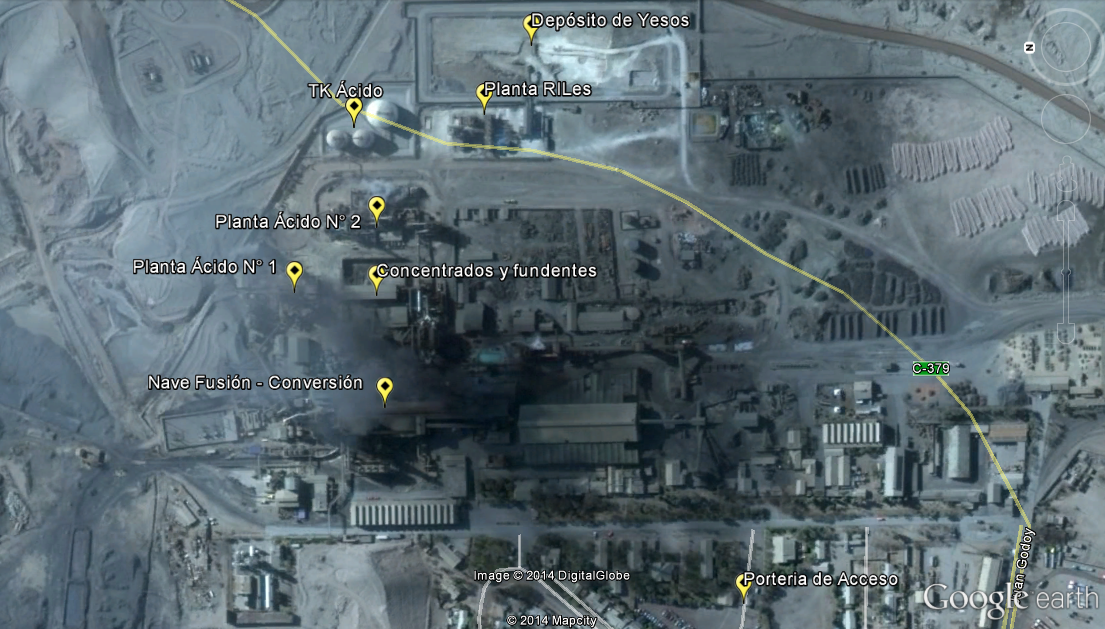 Depósito de Yesos
N
TK Ácido
Planta RILes
Planta Ácido N° 2
Planta Ácido N° 1
Concentrados y fundentes
C-379
Nave Fusión - Conversión
Godoy
Image © 2014 DigitalGlobe
Porteria de Acceso
Google earth
© 2014 Mapcity